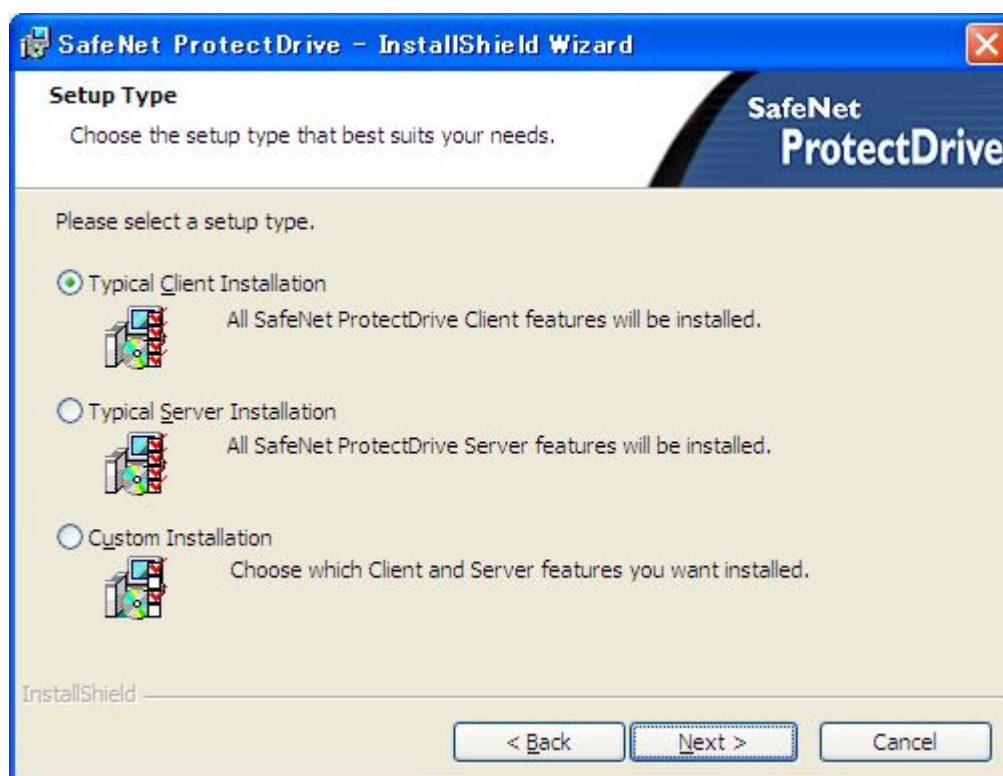 SafeNet ProtectDrive - InstallShield Wizard
Setup Type
Choose the setup type that best suits your needs.
SafeNet
ProtectDrive
Please select a setup type.
Typical Client Installation
All SafeNet ProtectDrive Client features will be installed.
Typical Server Installation
All SafeNet ProtectDrive Server features will be installed.
Custom Installation
Choose which Client and Server features you want installed.
InstallShield
< Back
Next >
Cancel